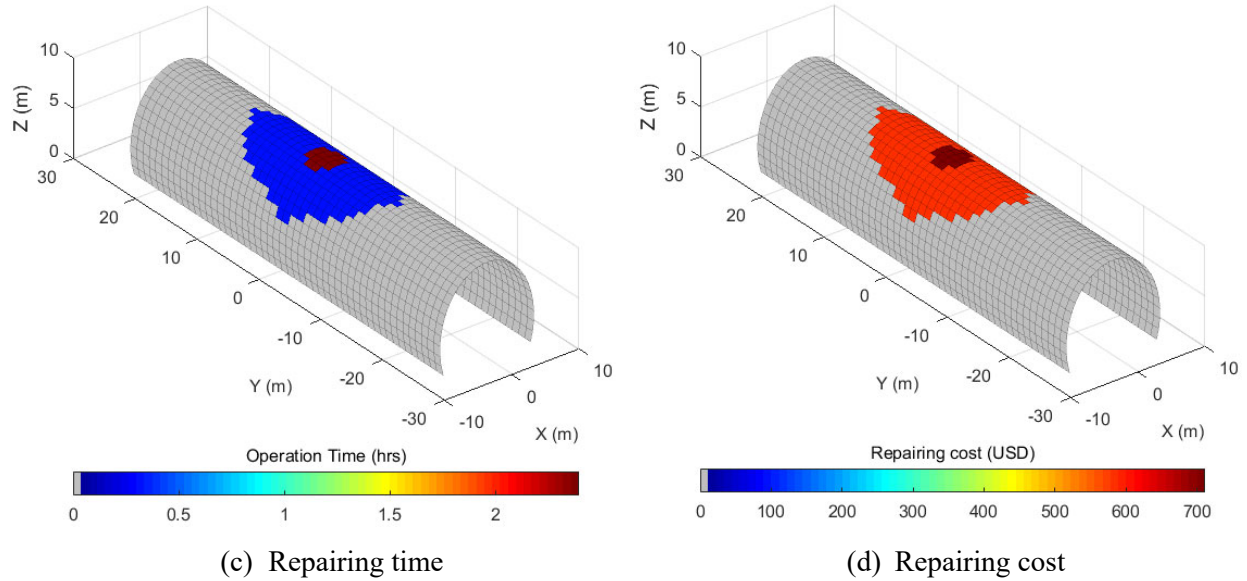 10
5
0
Z (m)
30
20
10
0
-10
-20
-30
Y (m)
-10
0
10
X (m)
Operation Time (hrs)
0 0.5 1 1.5 2
(c) Repairing time
10
5
0
Z (m)
30
20
10
0
-10
-20
-30
Y (m)
-10
0
10
X (m)
Repairing cost (USD)
0 100 200 300 400 500 600 700
(d) Repairing cost